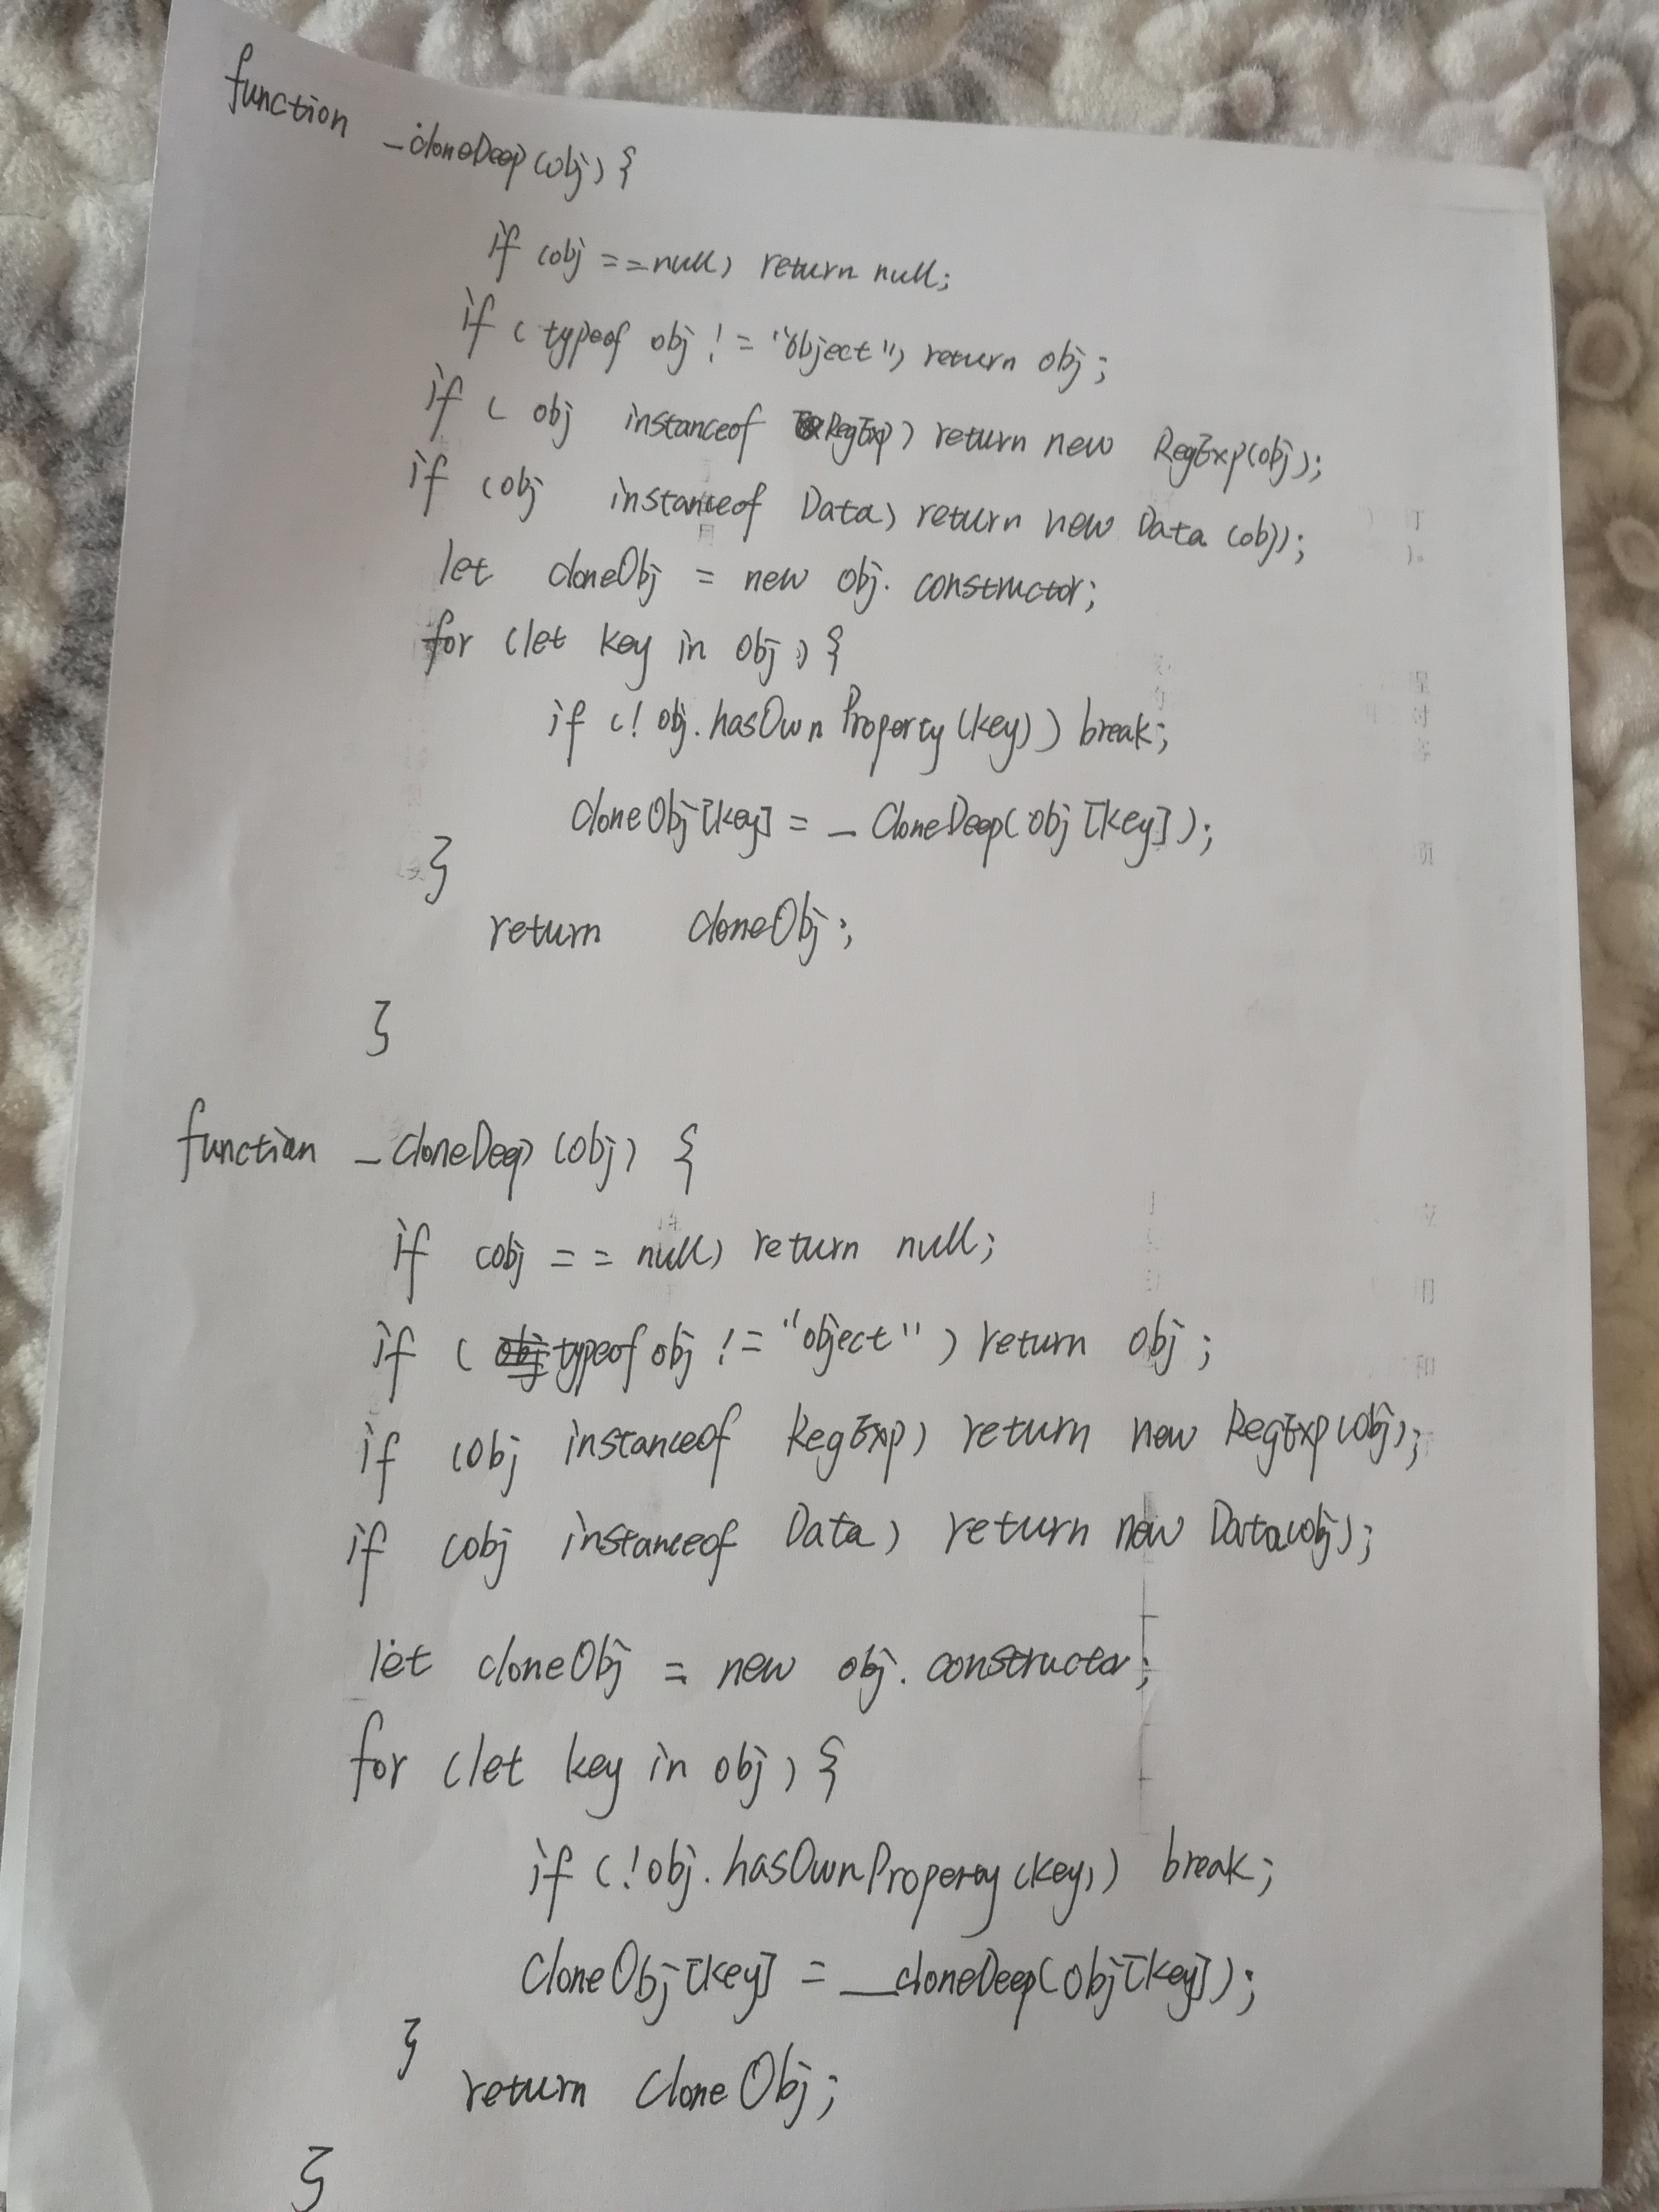 function _cloneDeep(obj) {
if (obj == null) return null;
if (typeof obj != "object") return obj;
if (obj instanceof RegExp) return new RegExp(obj);
if (obj instanceof Data) return new Data (obj);
let cloneObj = new obj.constructor;
for (let key in obj) {
if (!obj.hasOwnProperty(key)) break;
cloneObj[key] = _cloneDeep(obj[key]);
}
return cloneObj;
}
function _cloneDeep (obj) {
if (obj == null) return null;
if (typeof obj != "object") return obj;
if (obj instanceof RegExp) return new RegExp(obj);
if (obj instanceof Data) return new Data(obj);
let cloneObj = new obj.constructor;
for (let key in obj) {
if (!obj.hasOwnProperty(key)) break;
cloneObj[key] = _cloneDeep(obj[key]);
}
return cloneObj;
}